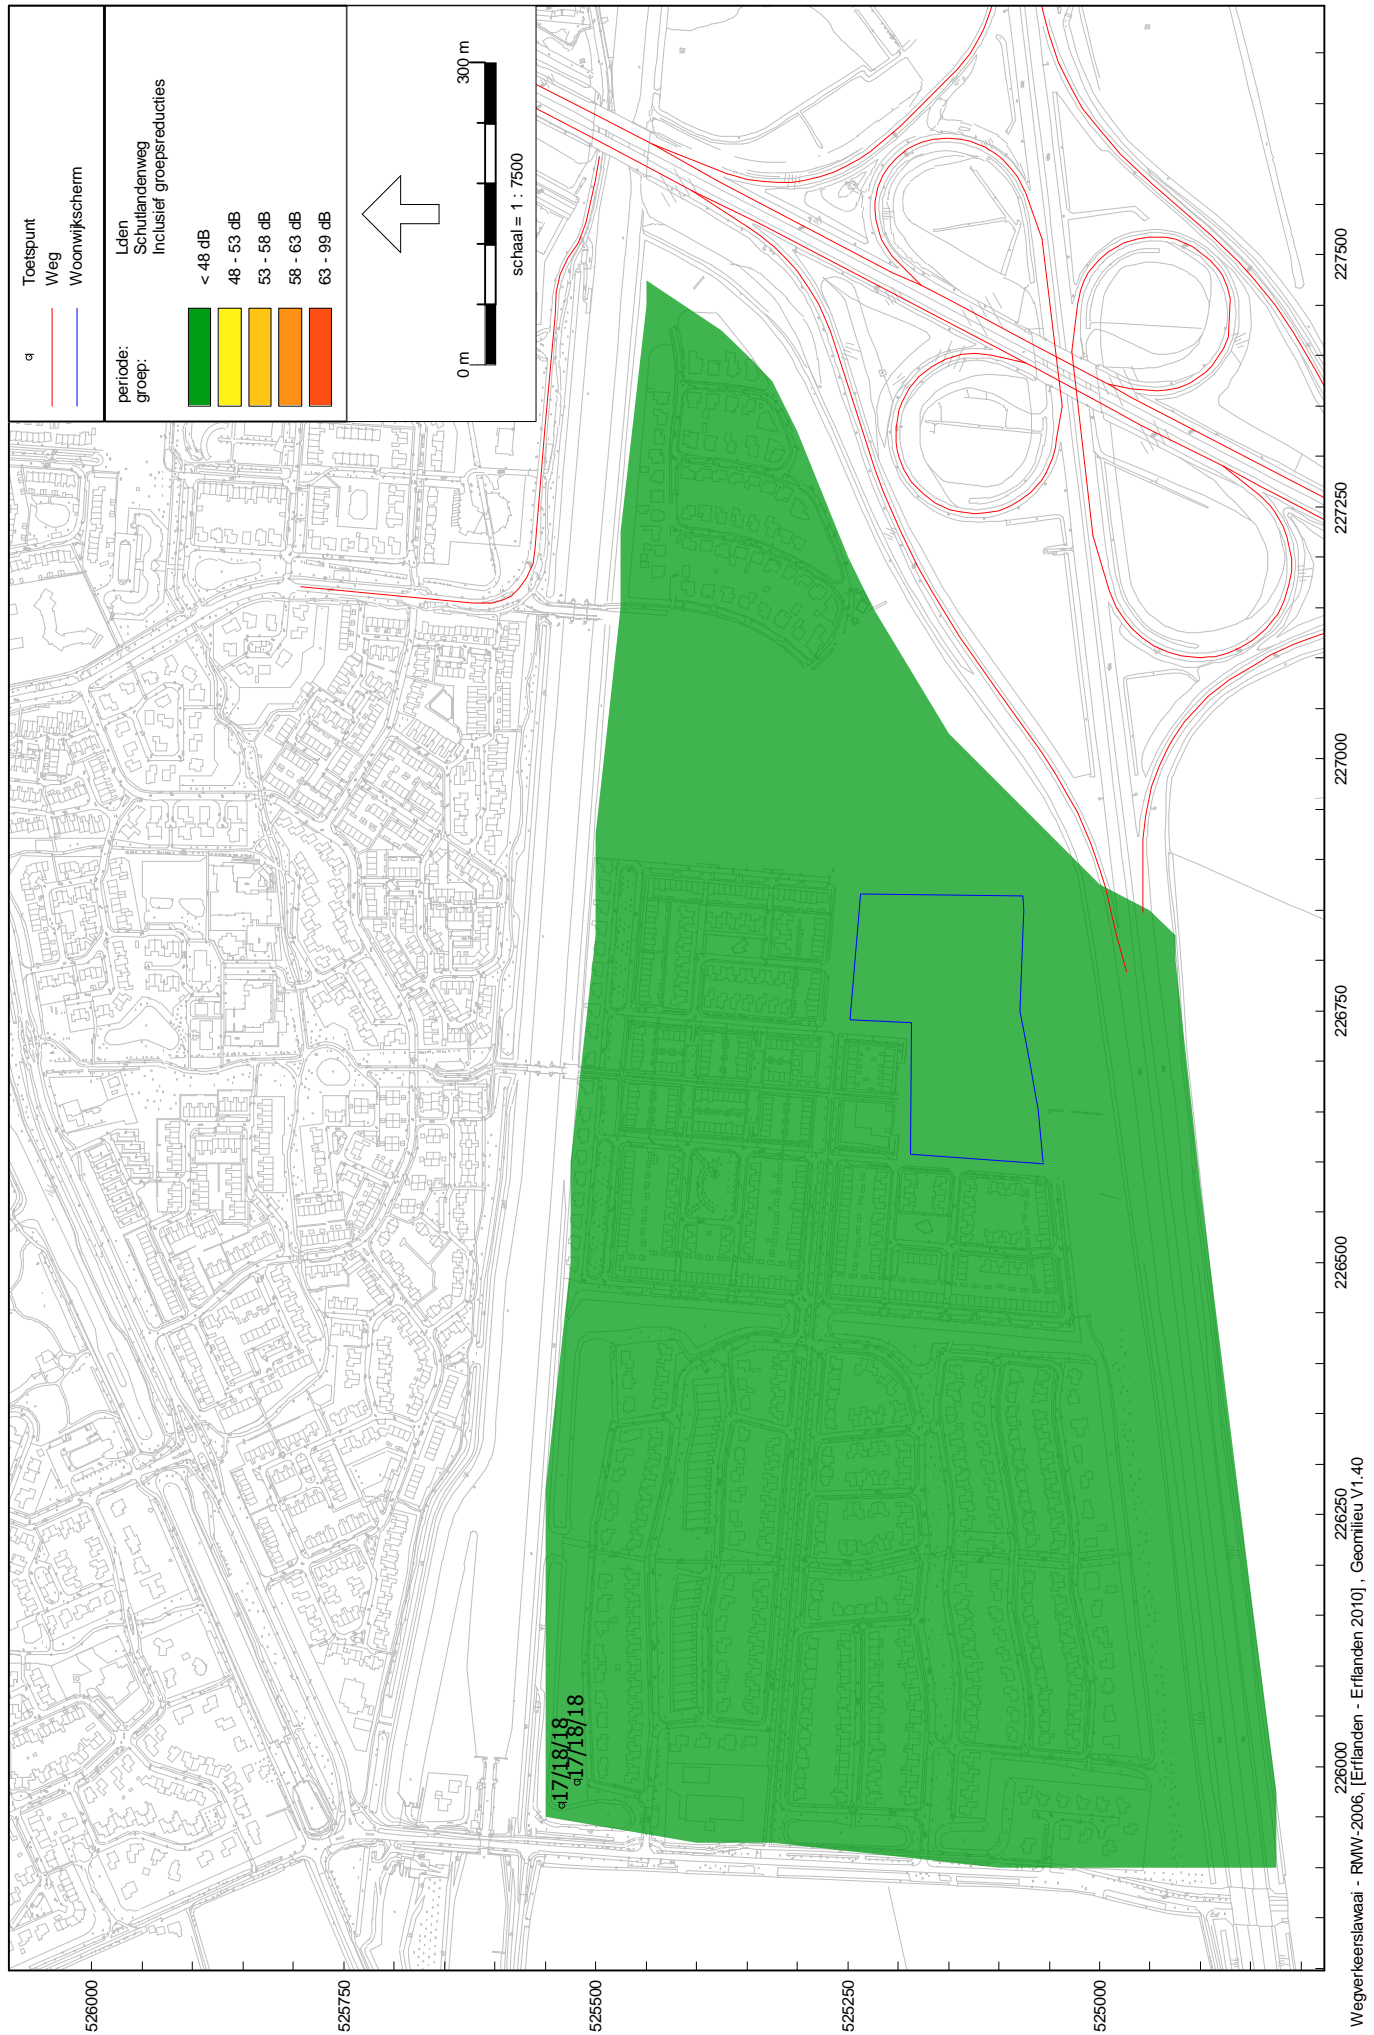 Toetspunt
Weg
Woonwijkscherm
periode: Lden
groep: Schutlandenweg
Inclusief groepsreducties
< 48 dB
48 - 53 dB
53 - 58 dB
58 - 63 dB
63 - 99 dB
0 m 300 m
schaal = 1 : 7500
17/18/18
17/18/18
526000
525750
525500
525250
525000
226000
226250
226500
226750
227000
227250
227500
Wegverkeerslawaai - RMW-2006, [Erflanden - Erflanden 2010] , Geomilieu V1.40